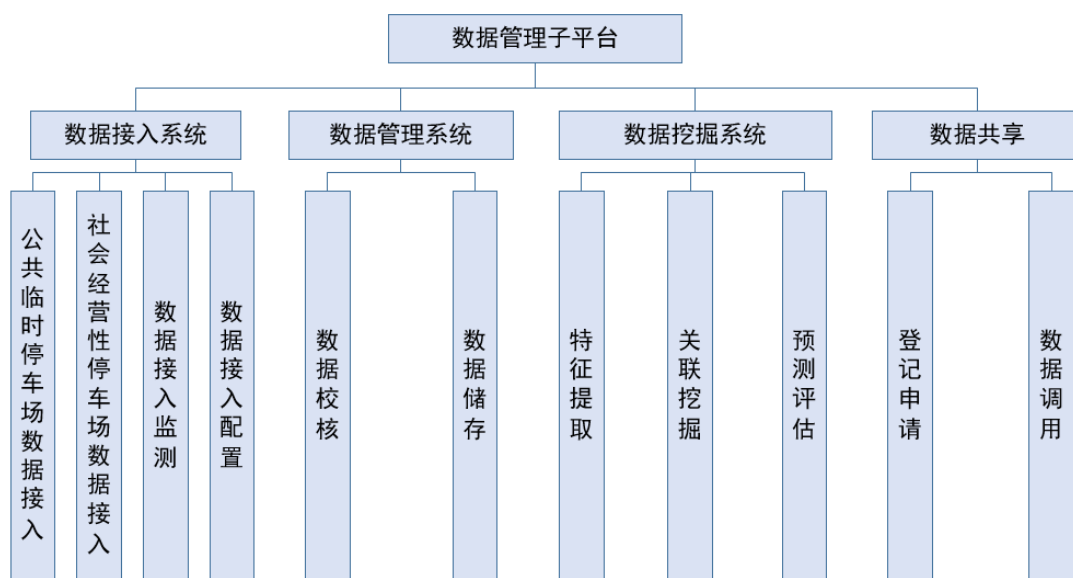 数据管理子平台
数据接入系统
数据管理系统
数据挖掘系统
数据共享
公共临时停车场数据接入
社会经营性停车场数据接入
数据接入监测
数据接入配置
数据校核
数据储存
特征提取
关联挖掘
预测评估
登记申请
数据调用